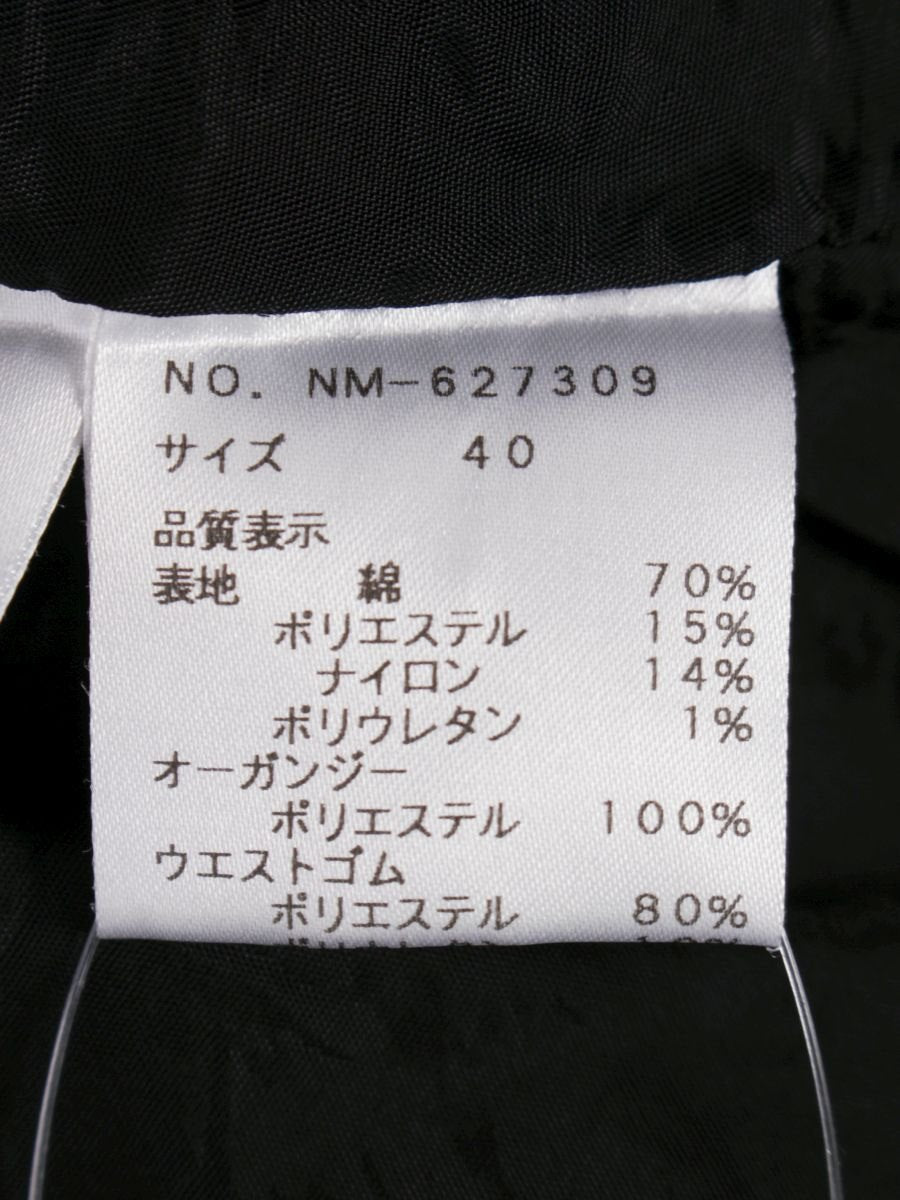 NO. NM-627309
サイズ 40
品質表示
表地 綿 70%
ポリエステル 15%
ナイロン 14%
ポリウレタン 1%
オーガンジー
ポリエステル 100%
ウエストゴム
ポリエステル 80%